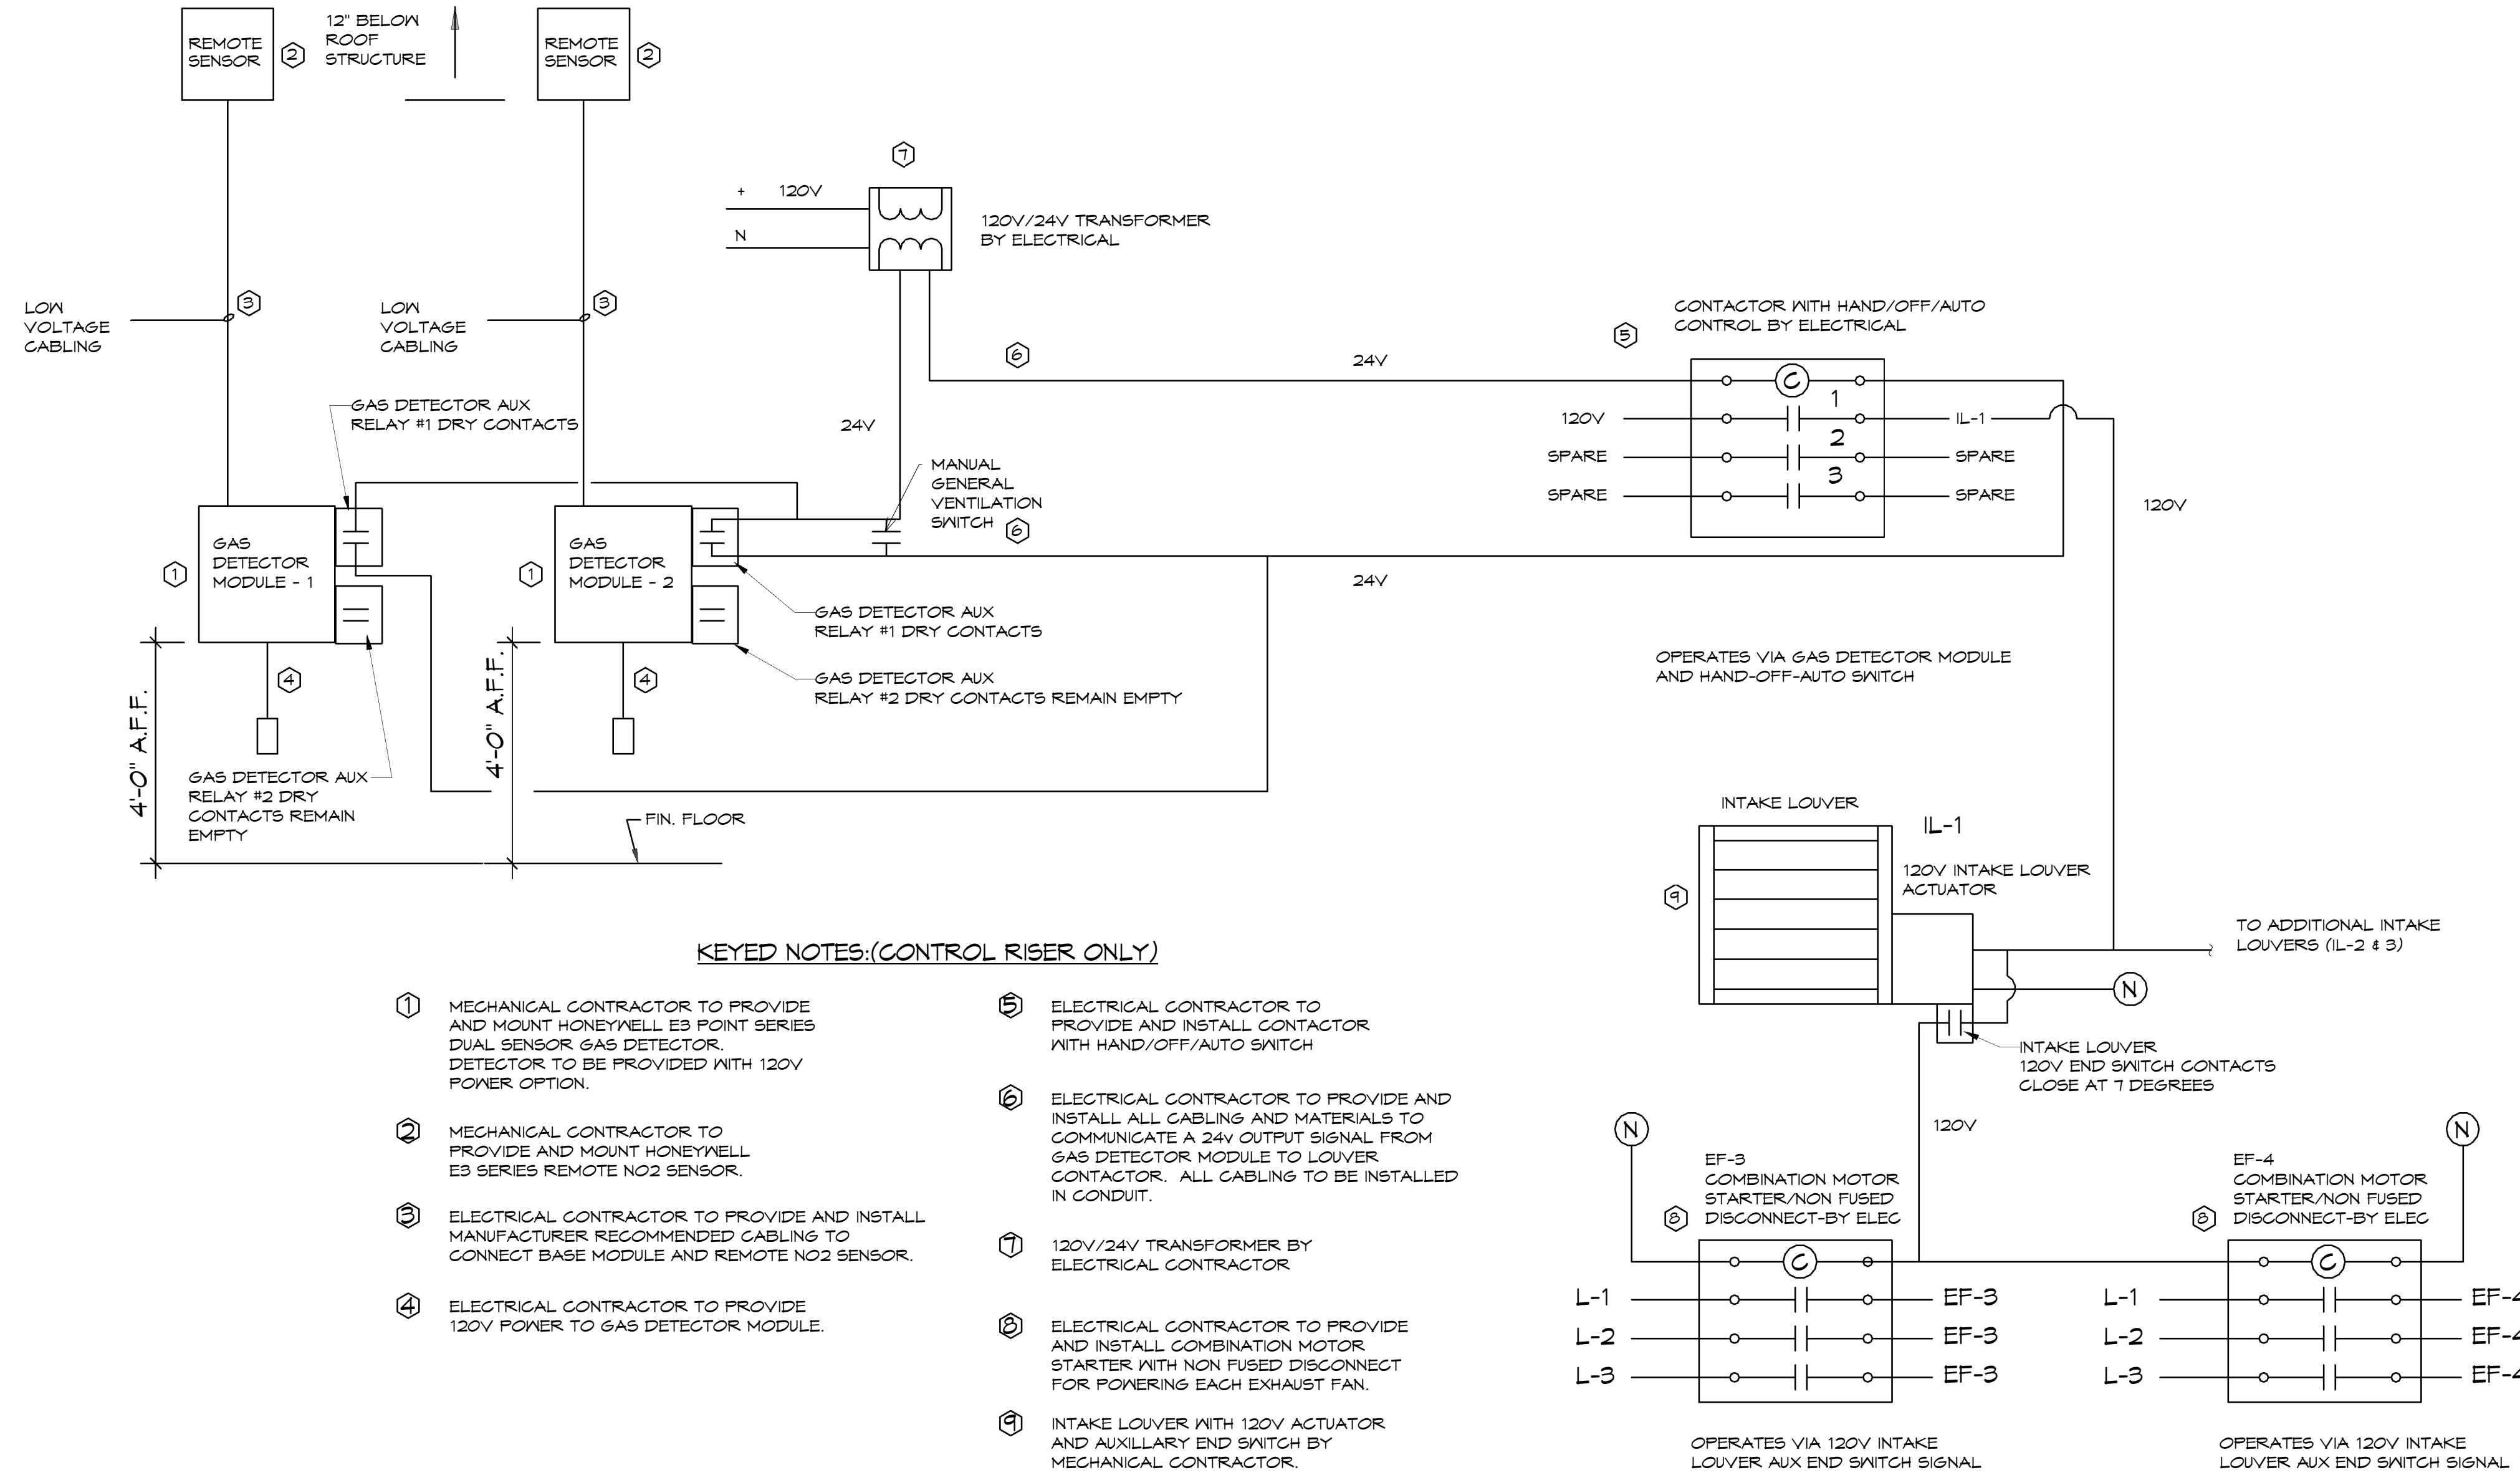 REMOTE
SENSOR
2
12" BELOW
ROOF
STRUCTURE
REMOTE
SENSOR
2
7
+ 120V
N
120V/24V TRANSFORMER
BY ELECTRICAL
LOW
VOLTAGE
CABLING
3
LOW
VOLTAGE
CABLING
3
GAS DETECTOR AUX
RELAY #1 DRY CONTACTS
24V
6
24V
MANUAL
GENERAL
VENTILATION
SWITCH
6
5
CONTACTOR WITH HAND/OFF/AUTO
CONTROL BY ELECTRICAL
C
1
120V
IL-1
2
SPARE
SPARE
3
SPARE
SPARE
120V
24V
1
GAS
DETECTOR
MODULE - 1
1
GAS
DETECTOR
MODULE - 2
GAS DETECTOR AUX
RELAY #1 DRY CONTACTS
GAS DETECTOR AUX
RELAY #2 DRY CONTACTS REMAIN EMPTY
4
4
4'-0" A.F.F.
4'-0" A.F.F.
GAS DETECTOR AUX
RELAY #2 DRY
CONTACTS REMAIN
EMPTY
FIN. FLOOR
OPERATES VIA GAS DETECTOR MODULE
AND HAND-OFF-AUTO SWITCH
INTAKE LOUVER
IL-1
9
120V INTAKE LOUVER
ACTUATOR
TO ADDITIONAL INTAKE
LOUVERS (IL-2 & 3)
N
INTAKE LOUVER
120V END SWITCH CONTACTS
CLOSE AT 7 DEGREES
120V
KEYED NOTES:(CONTROL RISER ONLY)
1
MECHANICAL CONTRACTOR TO PROVIDE
AND MOUNT HONEYWELL E3 POINT SERIES
DUAL SENSOR GAS DETECTOR.
DETECTOR TO BE PROVIDED WITH 120V
POWER OPTION.
2
MECHANICAL CONTRACTOR TO
PROVIDE AND MOUNT HONEYWELL
E3 SERIES REMOTE NO2 SENSOR.
3
ELECTRICAL CONTRACTOR TO PROVIDE AND INSTALL
MANUFACTURER RECOMMENDED CABLING TO
CONNECT BASE MODULE AND REMOTE NO2 SENSOR.
4
ELECTRICAL CONTRACTOR TO PROVIDE
120V POWER TO GAS DETECTOR MODULE.
5
ELECTRICAL CONTRACTOR TO
PROVIDE AND INSTALL CONTACTOR
WITH HAND/OFF/AUTO SWITCH
6
ELECTRICAL CONTRACTOR TO PROVIDE AND
INSTALL ALL CABLING AND MATERIALS TO
COMMUNICATE A 24v OUTPUT SIGNAL FROM
GAS DETECTOR MODULE TO LOUVER
CONTACTOR. ALL CABLING TO BE INSTALLED
IN CONDUIT.
7
120V/24V TRANSFORMER BY
ELECTRICAL CONTRACTOR
8
ELECTRICAL CONTRACTOR TO PROVIDE
AND INSTALL COMBINATION MOTOR
STARTER WITH NON FUSED DISCONNECT
FOR POWERING EACH EXHAUST FAN.
9
INTAKE LOUVER WITH 120V ACTUATOR
AND AUXILLARY END SWITCH BY
MECHANICAL CONTRACTOR.
N
EF-3
COMBINATION MOTOR
STARTER/NON FUSED
DISCONNECT-BY ELEC
8
C
L-1
EF-3
L-2
EF-3
L-3
EF-3
OPERATES VIA 120V INTAKE
LOUVER AUX END SWITCH SIGNAL
N
EF-4
COMBINATION MOTOR
STARTER/NON FUSED
DISCONNECT-BY ELEC
8
C
L-1
EF-4
L-2
EF-4
L-3
EF-4
OPERATES VIA 120V INTAKE
LOUVER AUX END SWITCH SIGNAL